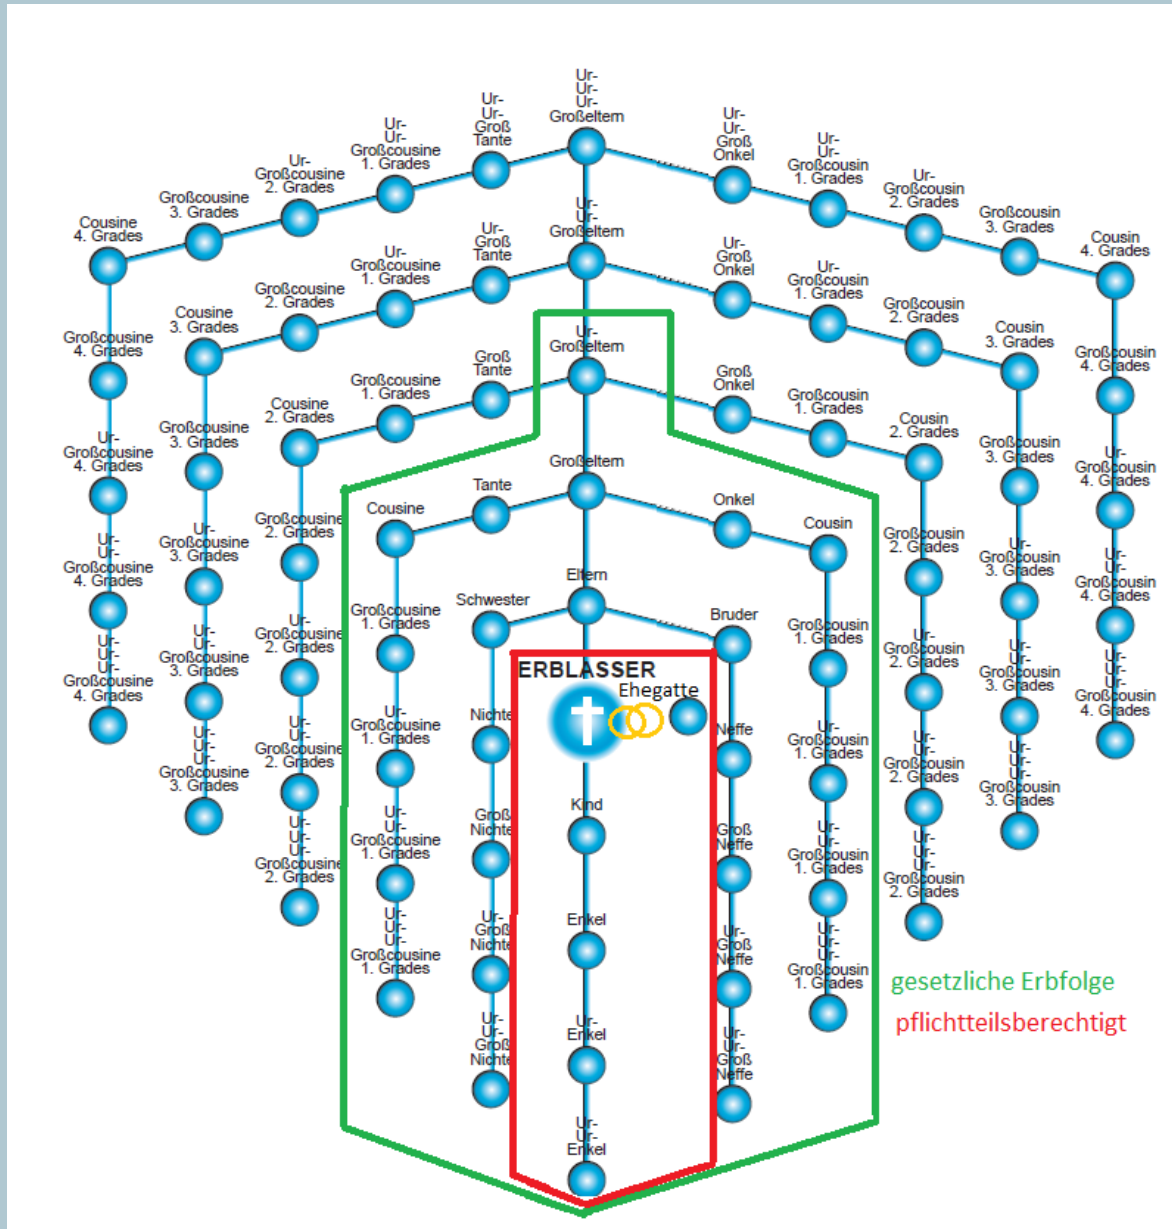 Ur-
Ur-
Ur-
Großeltern
Ur-
Ur-
Groß
Tante
Ur-
Ur-
Groß
Onkel
Ur-
Ur-
Großcousine
1. Grades
Ur-
Ur-
Großcousin
1. Grades
Ur-
Großcousine
2. Grades
Ur-
Großcousin
2. Grades
Großcousine
3. Grades
Großcousin
3. Grades
Cousine
4. Grades
Cousin
4. Grades
Ur-
Ur-
Großeltern
Ur-
Groß
Tante
Ur-
Groß
Onkel
Ur-
Großcousine
1. Grades
Ur-
Großcousin
1. Grades
Großcousine
2. Grades
Großcousin
2. Grades
Cousine
3. Grades
Cousin
3. Grades
Großcousine
4. Grades
Großcousin
4. Grades
Ur-
Großeltern
Groß
Tante
Groß
Onkel
Großcousine
1. Grades
Großcousin
1. Grades
Cousine
2. Grades
Cousin
2. Grades
Großcousine
3. Grades
Großcousin
3. Grades
Ur-
Großcousine
4. Grades
Ur-
Großcousin
4. Grades
Großeltern
Tante
Onkel
Cousine
Cousin
Großcousine
2. Grades
Großcousin
2. Grades
Ur-
Großcousine
3. Grades
Ur-
Großcousin
3. Grades
Ur-
Ur-
Großcousine
4. Grades
Ur-
Ur-
Großcousin
4. Grades
Eltern
Schwester
Bruder
Großcousine
1. Grades
Großcousin
1. Grades
Ur-
Großcousine
2. Grades
Ur-
Großcousin
2. Grades
Ur-
Ur-
Großcousine
3. Grades
Ur-
Ur-
Großcousin
3. Grades
Ur-
Ur-
Ur-
Großcousine
4. Grades
Ur-
Ur-
Ur-
Großcousin
4. Grades
ERBLASSER
Ehegatte
Nichte
Neffe
Ur-
Großcousine
1. Grades
Ur-
Großcousin
1. Grades
Ur-
Ur-
Großcousine
2. Grades
Ur-
Ur-
Großcousin
2. Grades
Ur-
Ur-
Ur-
Großcousine
3. Grades
Ur-
Ur-
Ur-
Großcousin
3. Grades
Kind
Groß
Nichte
Groß
Neffe
Ur-
Ur-
Großcousine
1. Grades
Ur-
Ur-
Großcousin
1. Grades
Ur-
Ur-
Ur-
Großcousine
2. Grades
Ur-
Ur-
Ur-
Großcousin
2. Grades
Enkel
Ur-
Groß
Nichte
Ur-
Groß
Neffe
Ur-
Ur-
Ur-
Großcousine
1. Grades
Ur-
Ur-
Ur-
Großcousin
1. Grades
Ur-
Enkel
Ur-
Ur-
Groß
Nichte
Ur-
Ur-
Groß
Neffe
Ur-
Ur-
Enkel
gesetzliche Erbfolge
pflichtteilsberechtigt